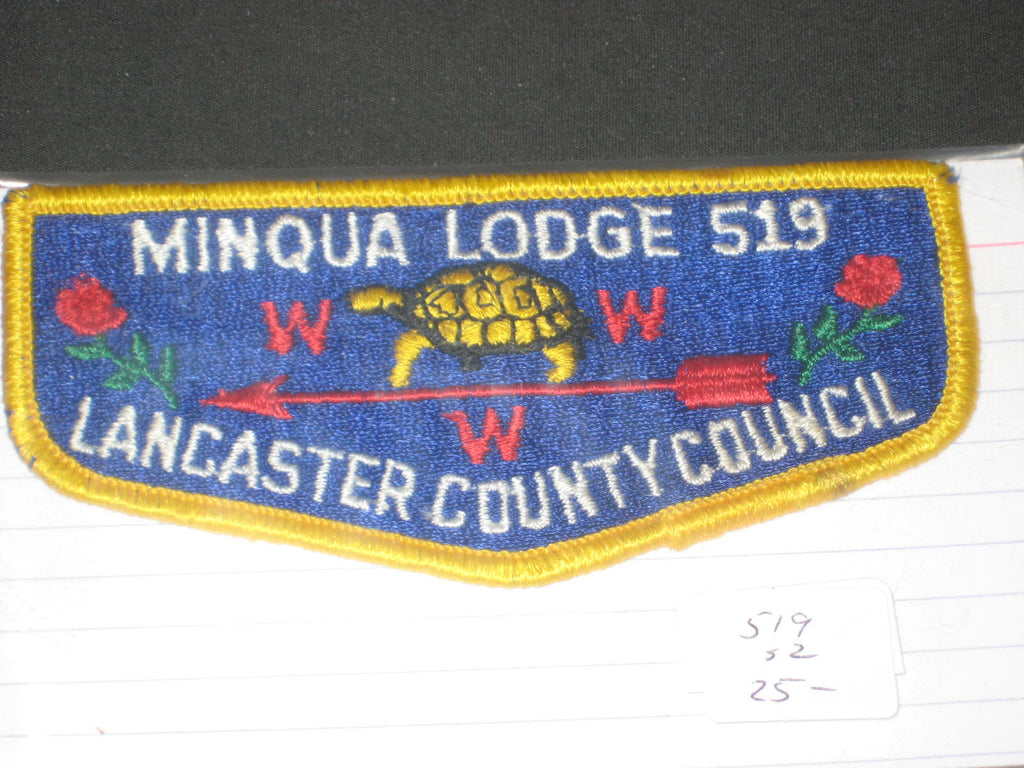 MINQUA LODGE 519
W W
W
LANCASTER COUNTY COUNCIL
519
s2
25-